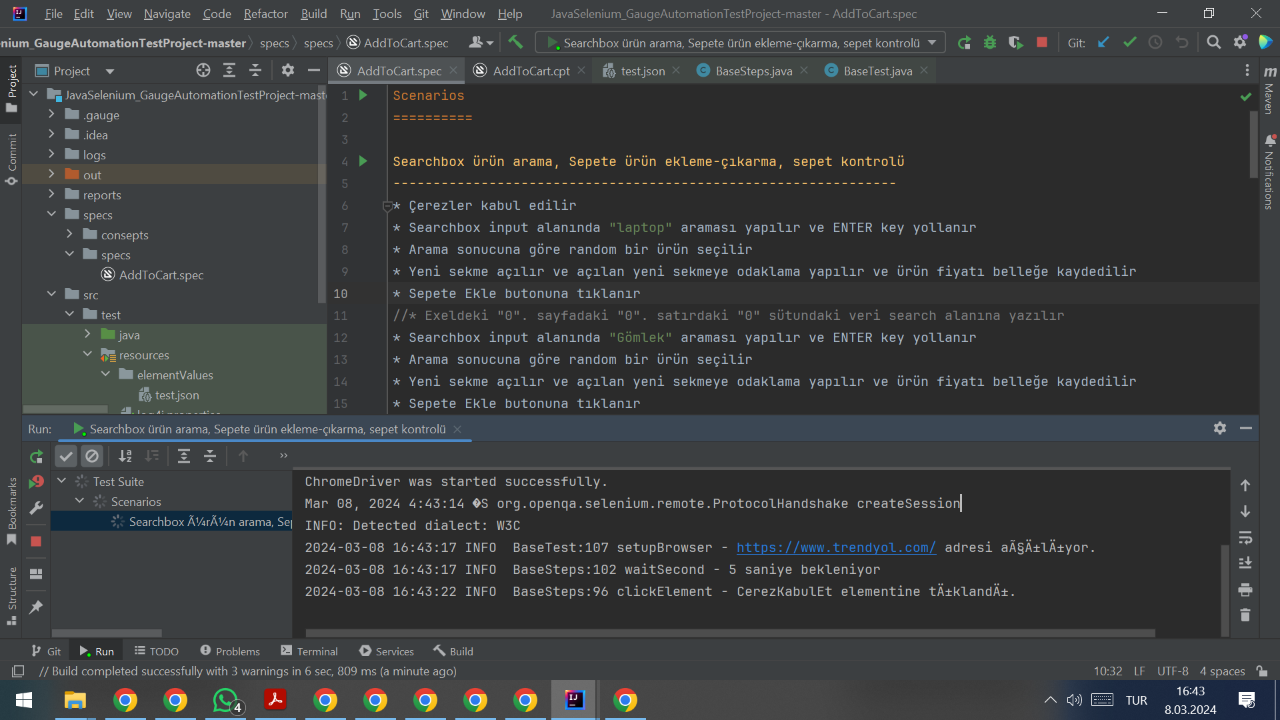 File Edit View Navigate Code Refactor Build Run Tools Git Window Help JavaSelenium_GaugeAutomationTestProject-master - AddToCart.spec
nium_GaugeAutomationTestProject-master specs specs AddToCart.spec Searchbox ürün arama, Sepete ürün ekleme-çıkarma, sepet kontrolü Git:
Project
Commit
Bookmarks
Structure
Project
JavaSelenium_GaugeAutomationTestProject-mast
.gauge
.idea
logs
out
reports
specs
consepts
specs
AddToCart.spec
src
test
java
resources
elementValues
test.json
log4j.properties
AddToCart.spec AddToCart.cpt test.json BaseSteps.java BaseTest.java
1 Scenarios
2 ==========
3
4 Searchbox ürün arama, Sepete ürün ekleme-çıkarma, sepet kontrolü
5 ---------------------------------------------------------------
6 * Çerezler kabul edilir
7 * Searchbox input alanında "laptop" araması yapılır ve ENTER key yollanır
8 * Arama sonucuna göre random bir ürün seçilir
9 * Yeni sekme açılır ve açılan yeni sekmeye odaklama yapılır ve ürün fiyatı belleğe kaydedilir
10 * Sepete Ekle butonuna tıklanır
11 //* Exeldeki "0". sayfadaki "0". satırdaki "0" sütundaki veri search alanına yazılır
12 * Searchbox input alanında "Gömlek" araması yapılır ve ENTER key yollanır
13 * Arama sonucuna göre random bir ürün seçilir
14 * Yeni sekme açılır ve açılan yeni sekmeye odaklama yapılır ve ürün fiyatı belleğe kaydedilir
15 * Sepete Ekle butonuna tıklanır
m
Maven
Notifications
Run: Searchbox ürün arama, Sepete ürün ekleme-çıkarma, sepet kontrolü
Test Suite
Scenarios
Searchbox Ã¼rÃ¼n arama, Sep
ChromeDriver was started successfully.
Mar 08, 2024 4:43:14 �S org.openqa.selenium.remote.ProtocolHandshake createSession
INFO: Detected dialect: W3C
2024-03-08 16:43:17 INFO  BaseTest:107 setupBrowser - https://www.trendyol.com/ adresi aÃ§Ä±lÄ±yor.
2024-03-08 16:43:17 INFO  BaseSteps:102 waitSecond - 5 saniye bekleniyor
2024-03-08 16:43:22 INFO  BaseSteps:96 clickElement - CerezKabulEt elementine tÄ±klandÄ±.
Git Run TODO Problems Terminal Services Build
// Build completed successfully with 3 warnings in 6 sec, 809 ms (a minute ago) 10:32 LF UTF-8 4 spaces
4 TUR 16:43
8.03.2024